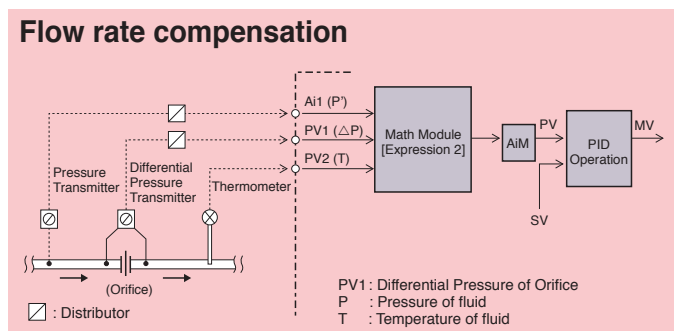 Flow rate compensation
Ai1 (P')
PV1 (△P)
PV2 (T)
Math Module
[Expression 2]
AiM
PV
PID
Operation
MV
SV
Pressure
Transmitter
Differential
Pressure
Transmitter
Thermometer
(Orifice)
: Distributor
PV1 : Differential Pressure of Orifice
P : Pressure of fluid
T : Temperature of fluid